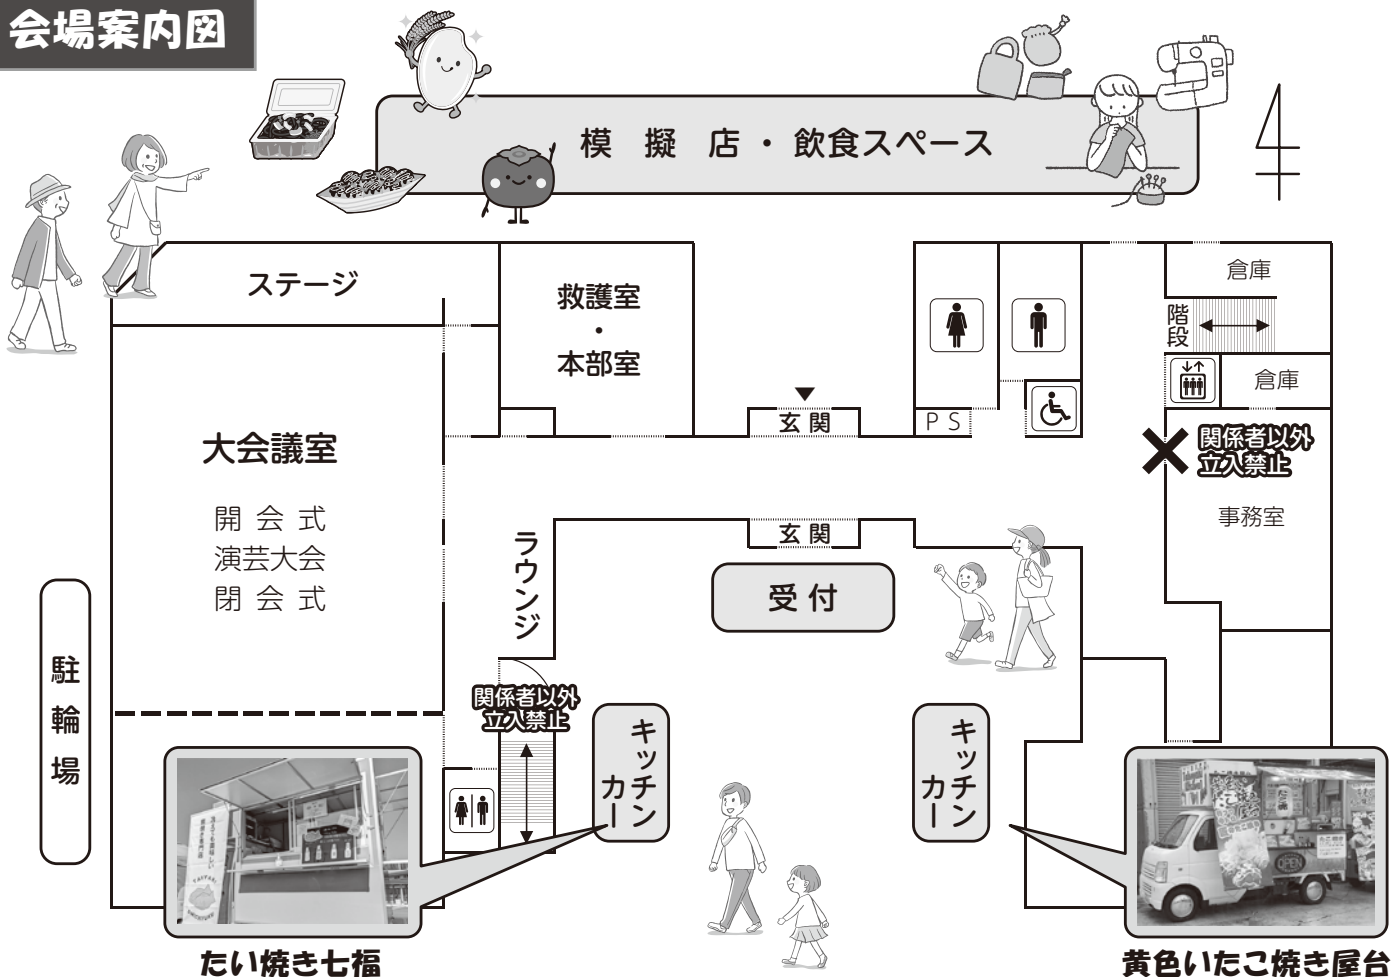 会場案内図
模 擬 店 ・ 飲食スペース
ステージ
救護室
・
本部室
倉庫
階段
倉庫
玄関
PS
大会議室
関係者以外
立入禁止
開 会 式
演芸大会
閉 会 式
事務室
玄関
ラウンジ
受付
駐輪場
関係者以外
立入禁止
キッチン
カー
キッチン
カー
たこ焼
OPEN
TAIYAKI
たい焼き七福
黄色いたこ焼き屋台